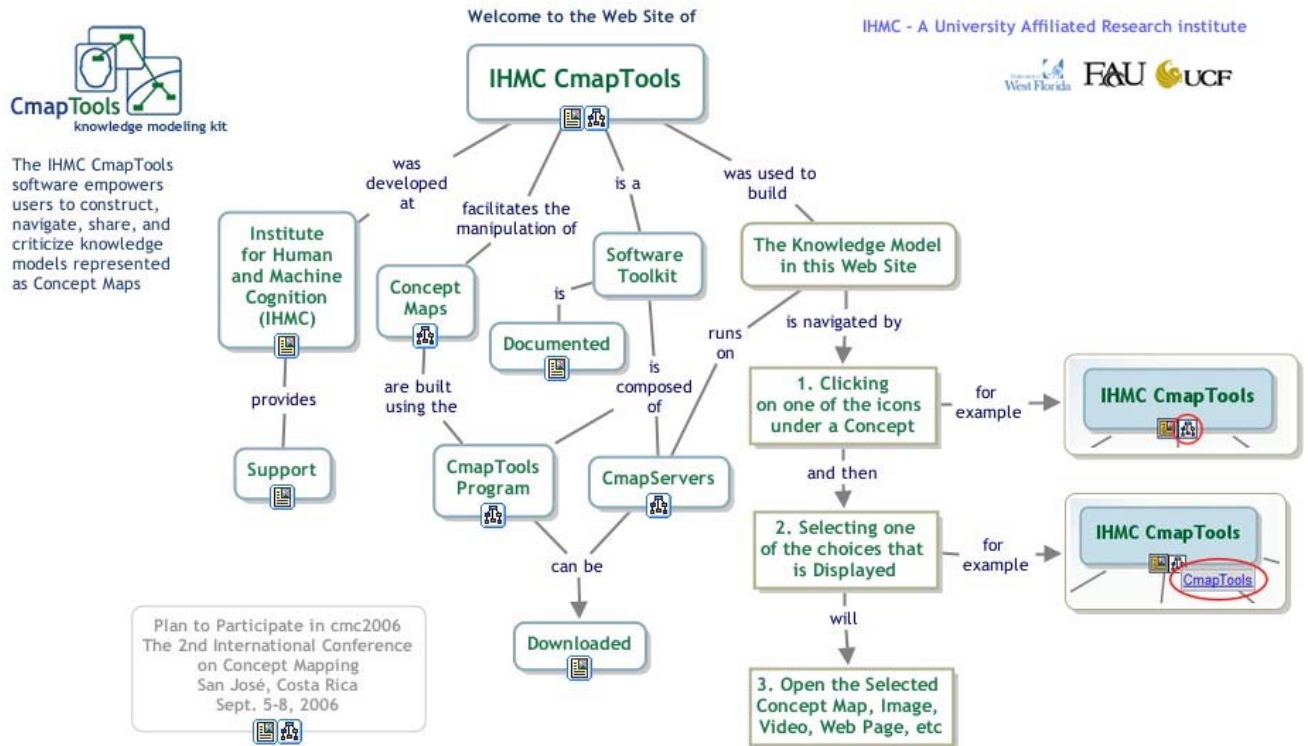 Welcome to the Web Site of
IHMC CmapTools
IHMC - A University Affiliated Research institute
West Florida
FAU
UCF
CmapTools
knowledge modeling kit
The IHMC CmapTools
software empowers
users to construct,
navigate, share, and
criticize knowledge
models represented
as Concept Maps
was
developed
at
facilitates the
manipulation of
is a
was used to
build
Institute
for Human
and Machine
Cognition
(IHMC)
Concept
Maps
Software
Toolkit
The Knowledge Model
in this Web Site
is
Documented
runs
on
is navigated by
provides
are built
using the
is
composed
of
1. Clicking
on one of the icons
under a Concept
for
example
IHMC CmapTools
Support
CmapTools
Program
CmapServers
and then
2. Selecting one
of the choices that
is Displayed
for
example
IHMC CmapTools
CmapTools
can be
will
Downloaded
3. Open the Selected
Concept Map, Image,
Video, Web Page, etc
Plan to Participate in cmc2006
The 2nd International Conference
on Concept Mapping
San José, Costa Rica
Sept. 5-8, 2006